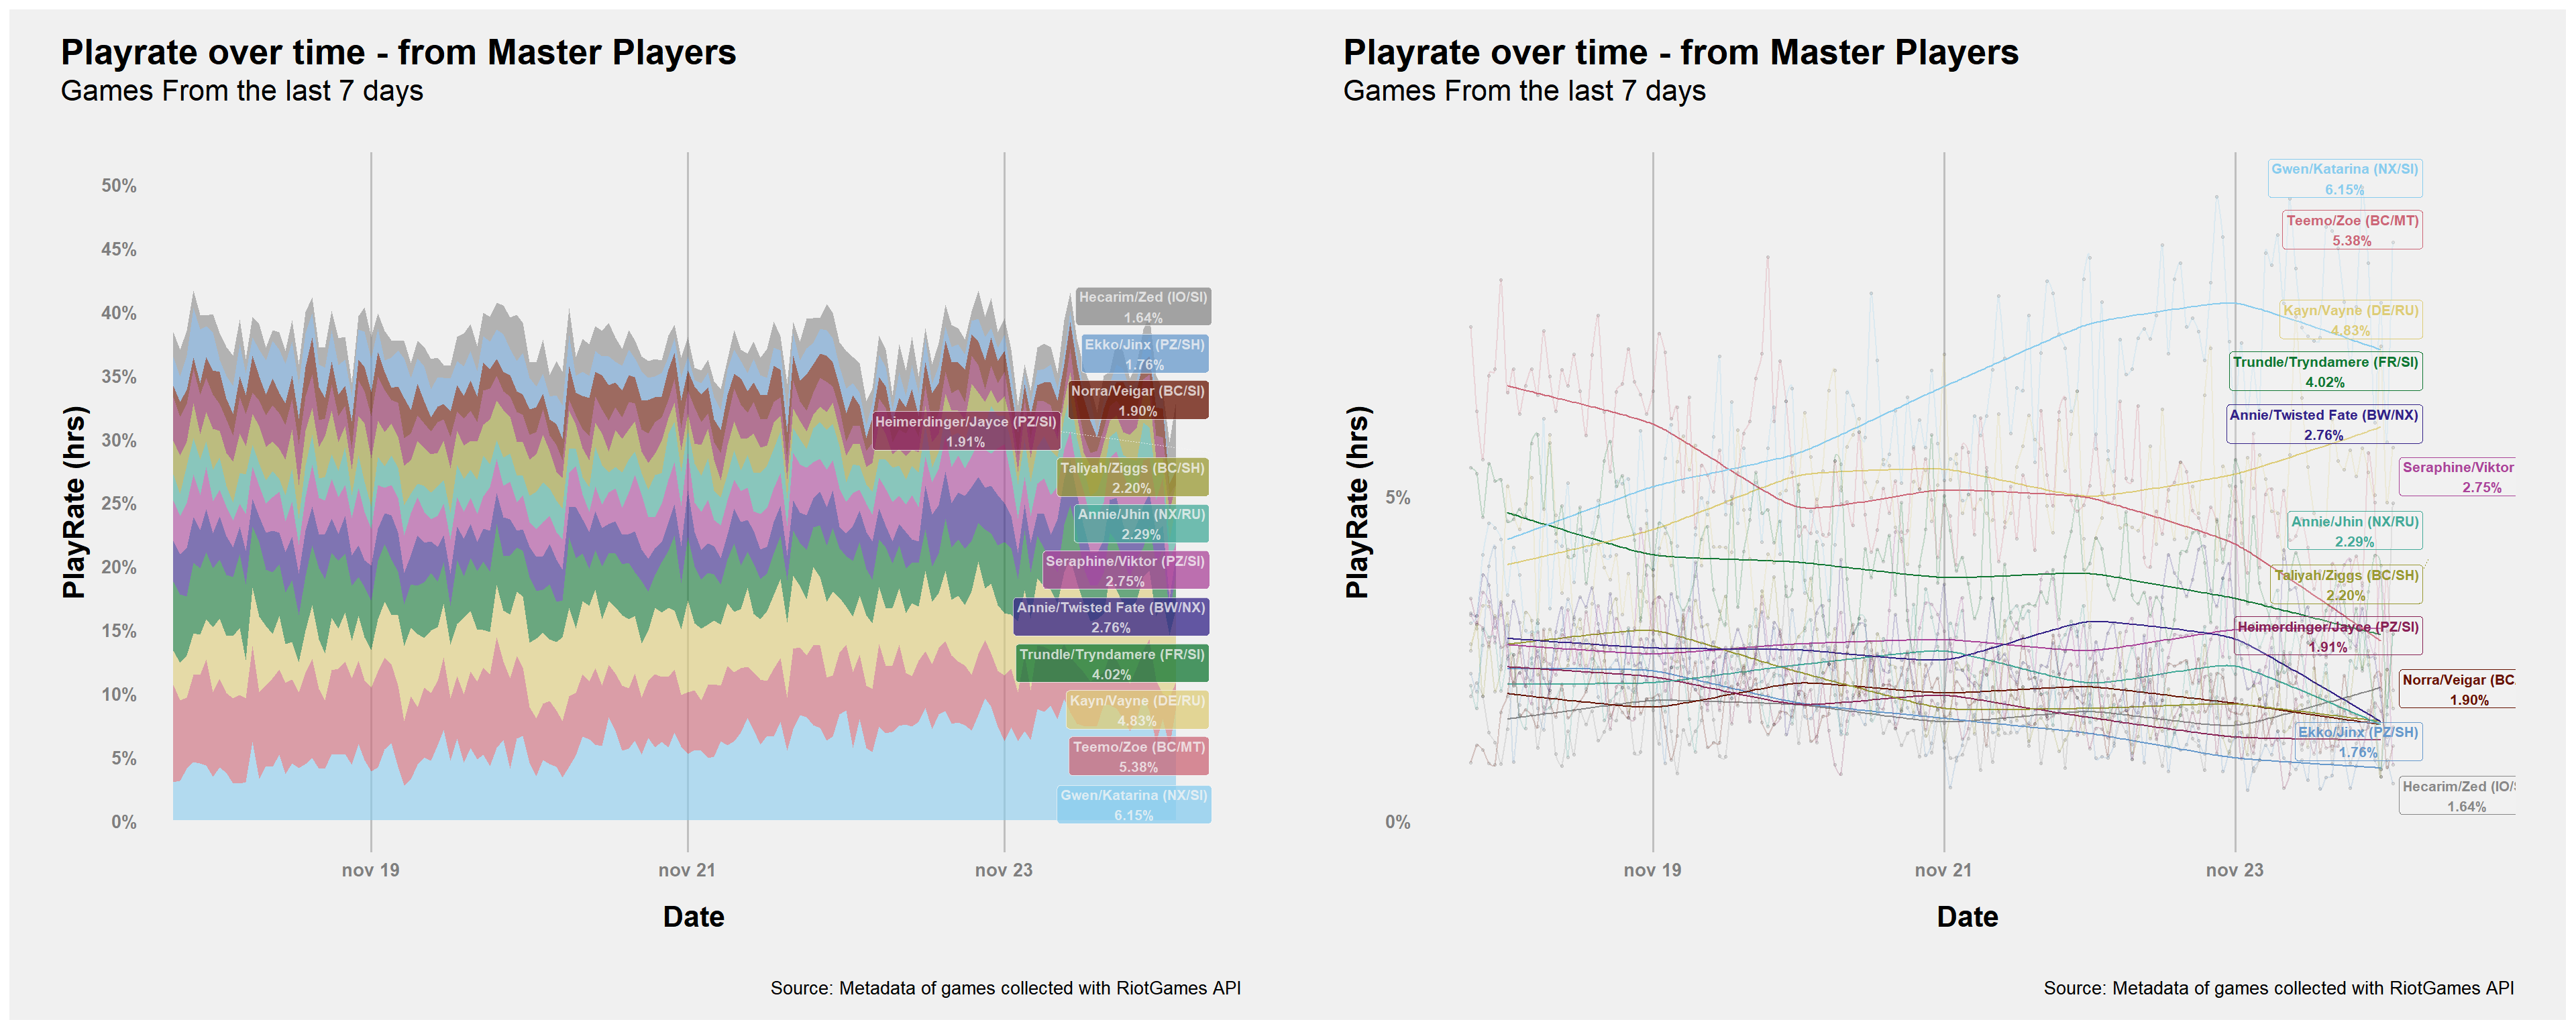 Playrate over time - from Master Players
Games From the last 7 days
PlayRate (hrs)
50%
45%
40%
35%
30%
25%
20%
15%
10%
5%
0%
Hecarim/Zed (IO/SI)
1.64%
Ekko/Jinx (PZ/SH)
1.76%
Norra/Veigar (BC/SI)
1.90%
Heimerdinger/Jayce (PZ/SI)
1.91%
Taliyah/Ziggs (BC/SH)
2.20%
Annie/Jhin (NX/RU)
2.29%
Seraphine/Viktor (PZ/SI)
2.75%
Annie/Twisted Fate (BW/NX)
2.76%
Trundle/Tryndamere (FR/SI)
4.02%
Kayn/Vayne (DE/RU)
4.83%
Teemo/Zoe (BC/MT)
5.38%
Gwen/Katarina (NX/SI)
6.15%
nov 19
nov 21
nov 23
Date
Source: Metadata of games collected with RiotGames API
Playrate over time - from Master Players
Games From the last 7 days
PlayRate (hrs)
5%
0%
Gwen/Katarina (NX/SI)
6.15%
Teemo/Zoe (BC/MT)
5.38%
Kayn/Vayne (DE/RU)
4.83%
Trundle/Tryndamere (FR/SI)
4.02%
Annie/Twisted Fate (BW/NX)
2.76%
Seraphine/Viktor
2.75%
Annie/Jhin (NX/RU)
2.29%
Taliyah/Ziggs (BC/SH)
2.20%
Heimerdinger/Jayce (PZ/SI)
1.91%
Norra/Veigar (BC
1.90%
Ekko/Jinx (PZ/SH)
1.76%
Hecarim/Zed (IO/
1.64%
nov 19
nov 21
nov 23
Date
Source: Metadata of games collected with RiotGames API